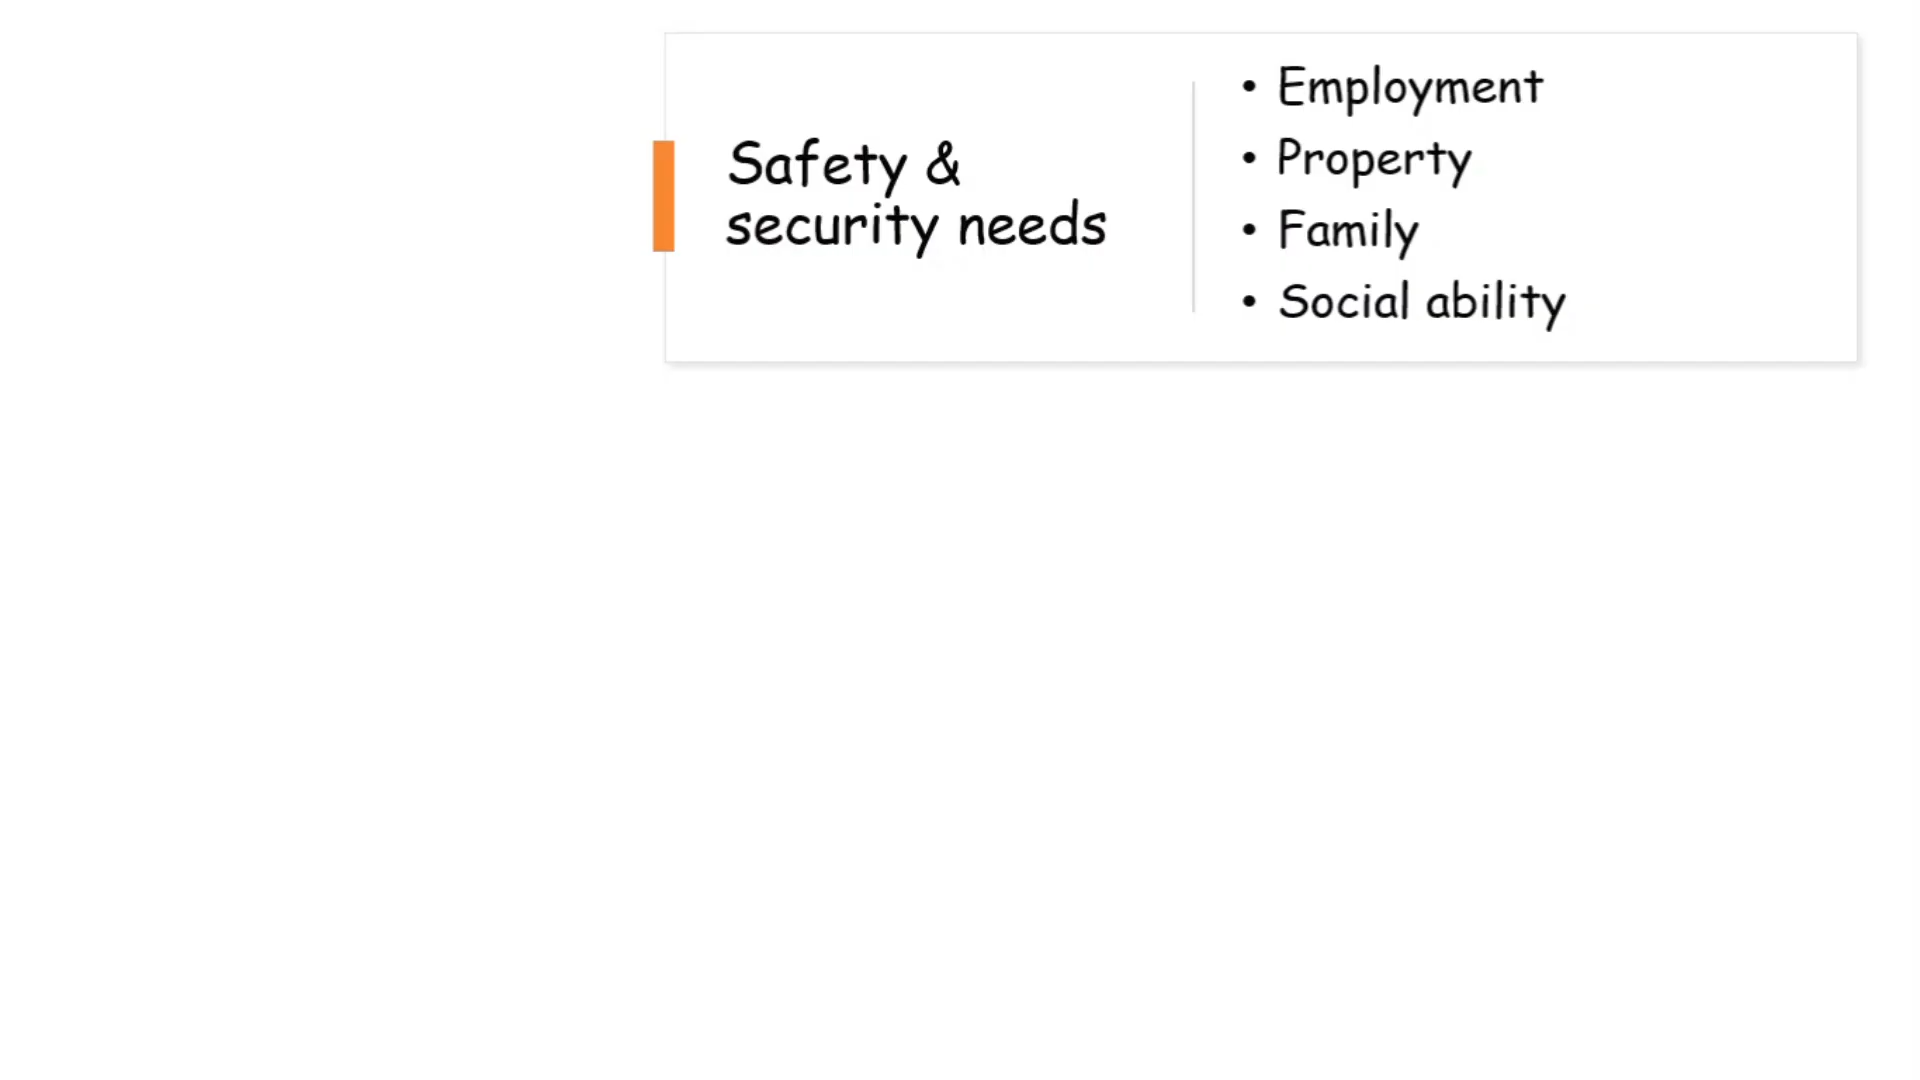 Safety &
security needs
• Employment
• Property
• Family
• Social ability